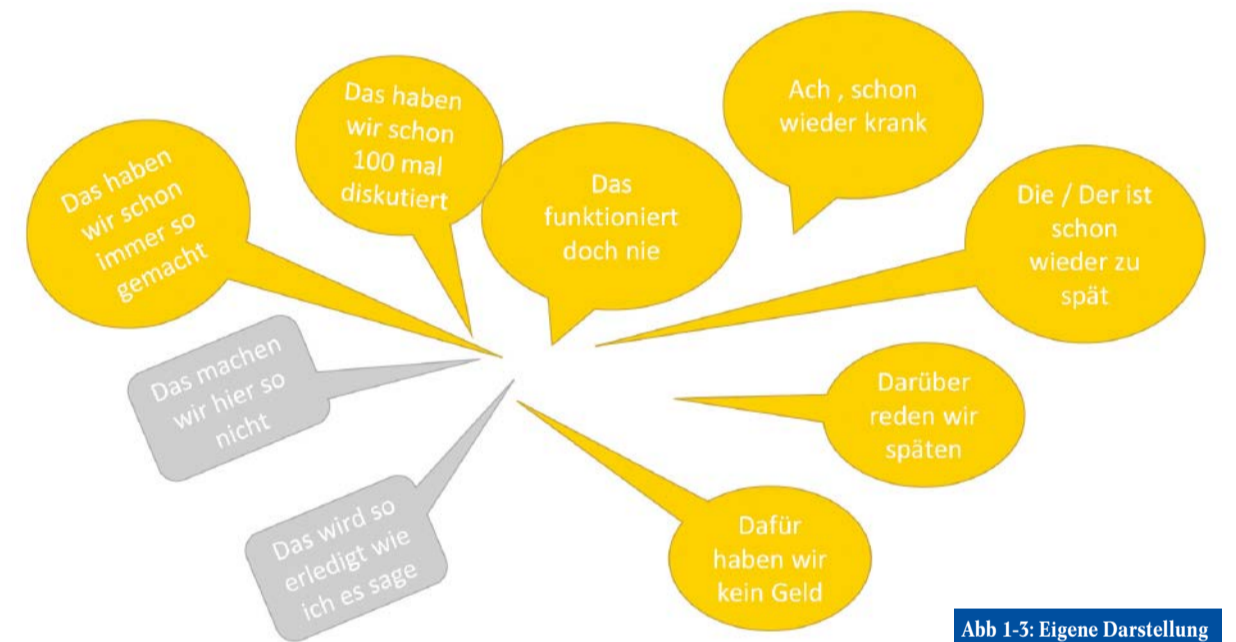 Das haben
wir schon
immer so
gemacht
Das haben
wir schon
100 mal
diskutiert
Das
funktioniert
doch nie
Ach , schon
wieder krank
Die / Der ist
schon
wieder zu
spät
Das machen
wir hier so
nicht
Darüber
reden wir
späten
Das wird so
erledigt wie
ich es sage
Dafür
haben wir
kein Geld
Abb 1-3: Eigene Darstellung